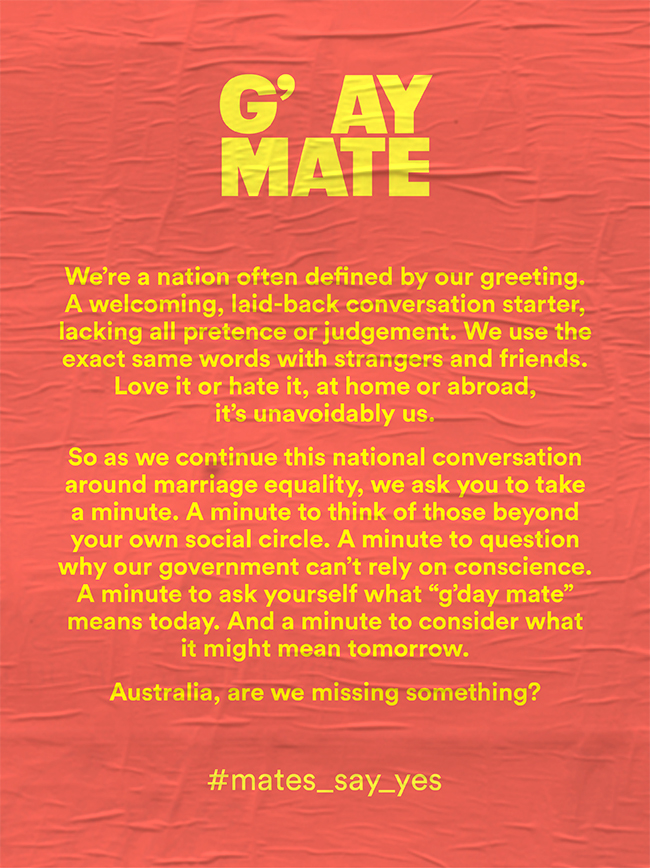 G’ AY
MATE
We’re a nation often defined by our greeting.
A welcoming, laid-back conversation starter,
lacking all pretence or judgement. We use the
exact same words with strangers and friends.
Love it or hate it, at home or abroad,
it’s unavoidably us.
So as we continue this national conversation
around marriage equality, we ask you to take
a minute. A minute to think of those beyond
your own social circle. A minute to question
why our government can’t rely on conscience.
A minute to ask yourself what “g’day mate”
means today. And a minute to consider what
it might mean tomorrow.
Australia, are we missing something?
#mates_say_yes